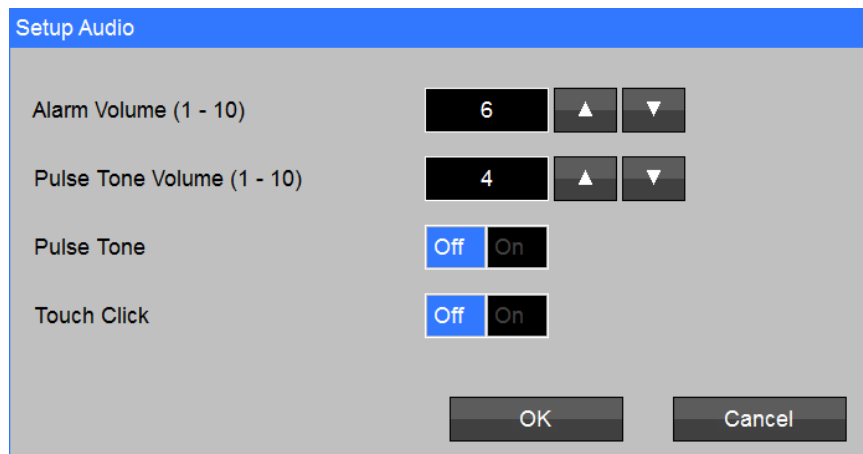 Setup Audio
Alarm Volume (1 - 10) 6
Pulse Tone Volume (1 - 10) 4
Pulse Tone Off On
Touch Click Off On
OK Cancel